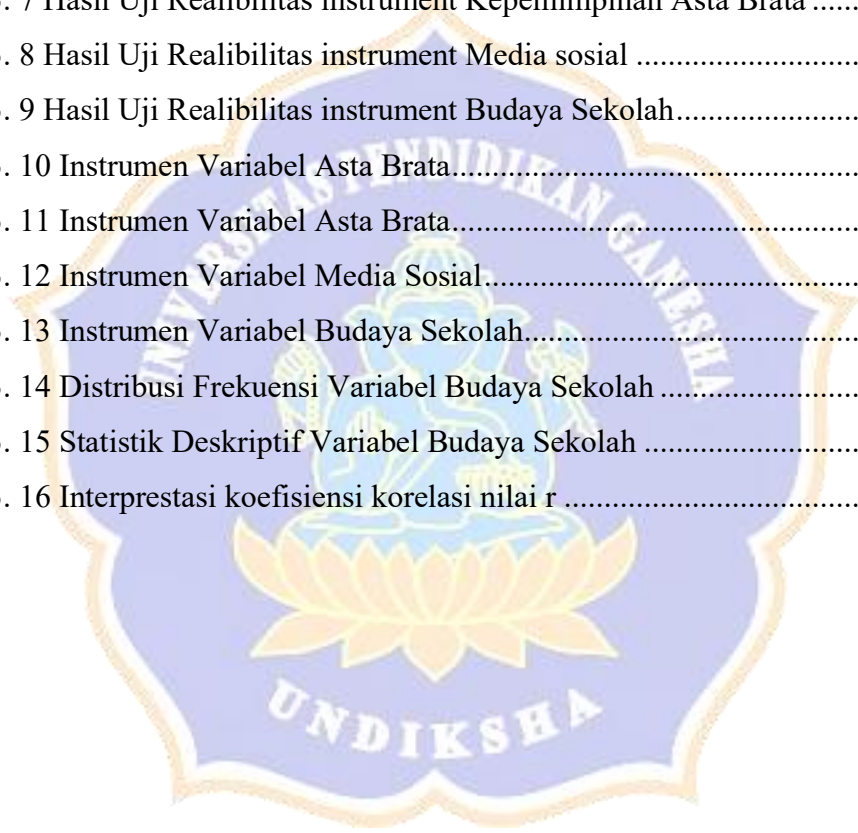 . 7 Hasil Uji Realibilitas instrument Kepemimpinan Asta Brata ......
. 8 Hasil Uji Realibilitas instrument Media sosial ..............................
. 9 Hasil Uji Realibilitas instrument Budaya Sekolah.........................
. 10 Instrumen Variabel Asta Brata.......................................................
. 11 Instrumen Variabel Asta Brata.......................................................
. 12 Instrumen Variabel Media Sosial...................................................
. 13 Instrumen Variabel Budaya Sekolah.............................................
. 14 Distribusi Frekuensi Variabel Budaya Sekolah ...........................
. 15 Statistik Deskriptif Variabel Budaya Sekolah .............................
. 16 Interprestasi koefisiensi korelasi nilai r ........................................
UNIVERSITAS PENDIDIKAN GANESHA
UNDIKSHA